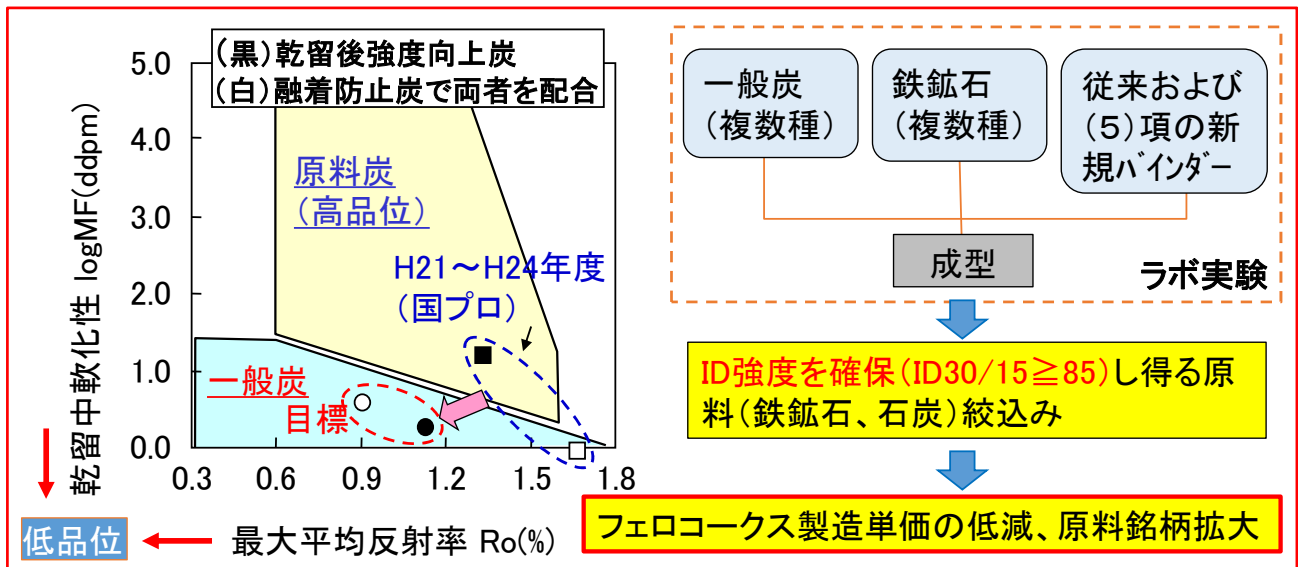 (黒)乾留後強度向上炭
(白)融着防止炭で両者を配合
乾留中軟化性 logMF(ddpm)
5.0
4.0
3.0
2.0
1.0
0.0
原料炭
(高品位)
H21～H24年度
(国プロ)
一般炭
目標
0.3 0.6 0.9 1.2 1.5 1.8
低品位
最大平均反射率 Ro(%)
一般炭
(複数種)
鉄鉱石
(複数種)
従来および
(5)項の新
規バインダー
成型
ラボ実験
ID強度を確保(ID30/15≧85)し得る原
料(鉄鉱石、石炭)絞込み
フェロコークス製造単価の低減、原料銘柄拡大